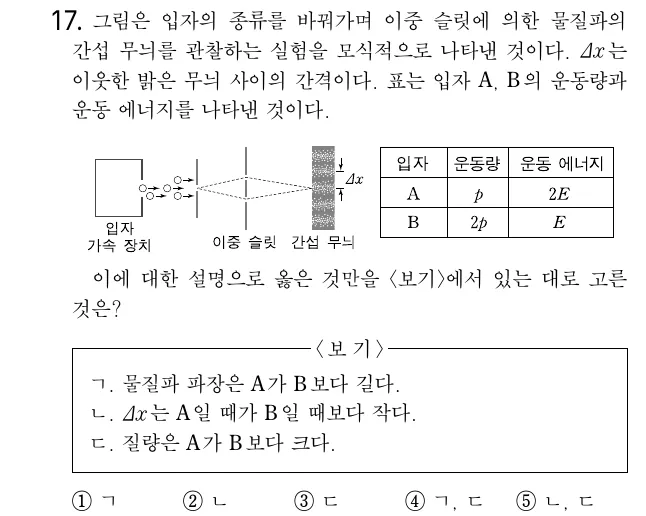 17. 그림은 입자의 종류를 바꿔가며 이중 슬릿에 의한 물질파의
간섭 무늬를 관찰하는 실험을 모식적으로 나타낸 것이다. Δx는
이웃한 밝은 무늬 사이의 간격이다. 표는 입자 A, B의 운동량과
운동 에너지를 나타낸 것이다.
Δx
입자
가속 장치
이중 슬릿
간섭 무늬
입자 운동량 운동 에너지
A p 2E
B 2p E
이에 대한 설명으로 옳은 것만을 〈보기〉에서 있는 대로 고른
것은?
〈보 기〉
ㄱ. 물질파 파장은 A가 B보다 길다.
ㄴ. Δx는 A일 때가 B일 때보다 작다.
ㄷ. 질량은 A가 B보다 크다.
① ㄱ ② ㄴ ③ ㄷ ④ ㄱ, ㄷ ⑤ ㄴ, ㄷ